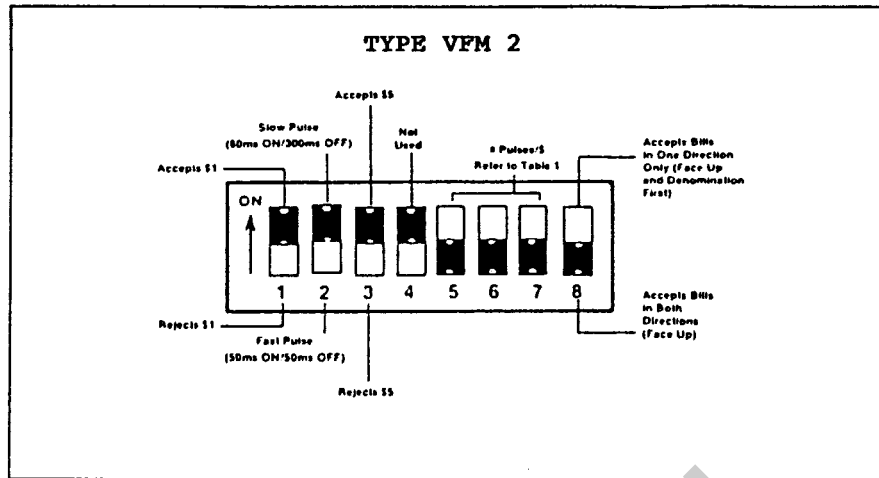 TYPE VFM 2
Accepts $5
Slow Pulse
(60ms ON/300ms OFF)
Not
Used
# Pulses/$
Refer to Table 1
Accepts Bills
in One Direction
Only (Face Up
and Denomination
First)
Accepts $1
ON
1 2 3 4 5 6 7 8
Rejects $1
Fast Pulse
(50ms ON/50ms OFF)
Rejects $5
Accepts Bills
in Both
Directions
(Face Up)